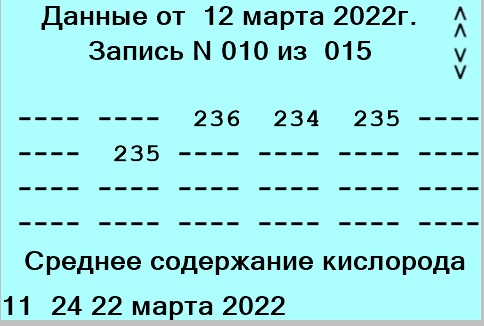 Данные от 12 марта 2022г.
Запись N 010 из 015
---- ---- 236 234 235 ----
---- 235 ---- ---- ---- ----
---- ---- ---- ---- ---- ----
---- ---- ---- ---- ---- ----
Среднее содержание кислорода
11 24 22 марта 2022